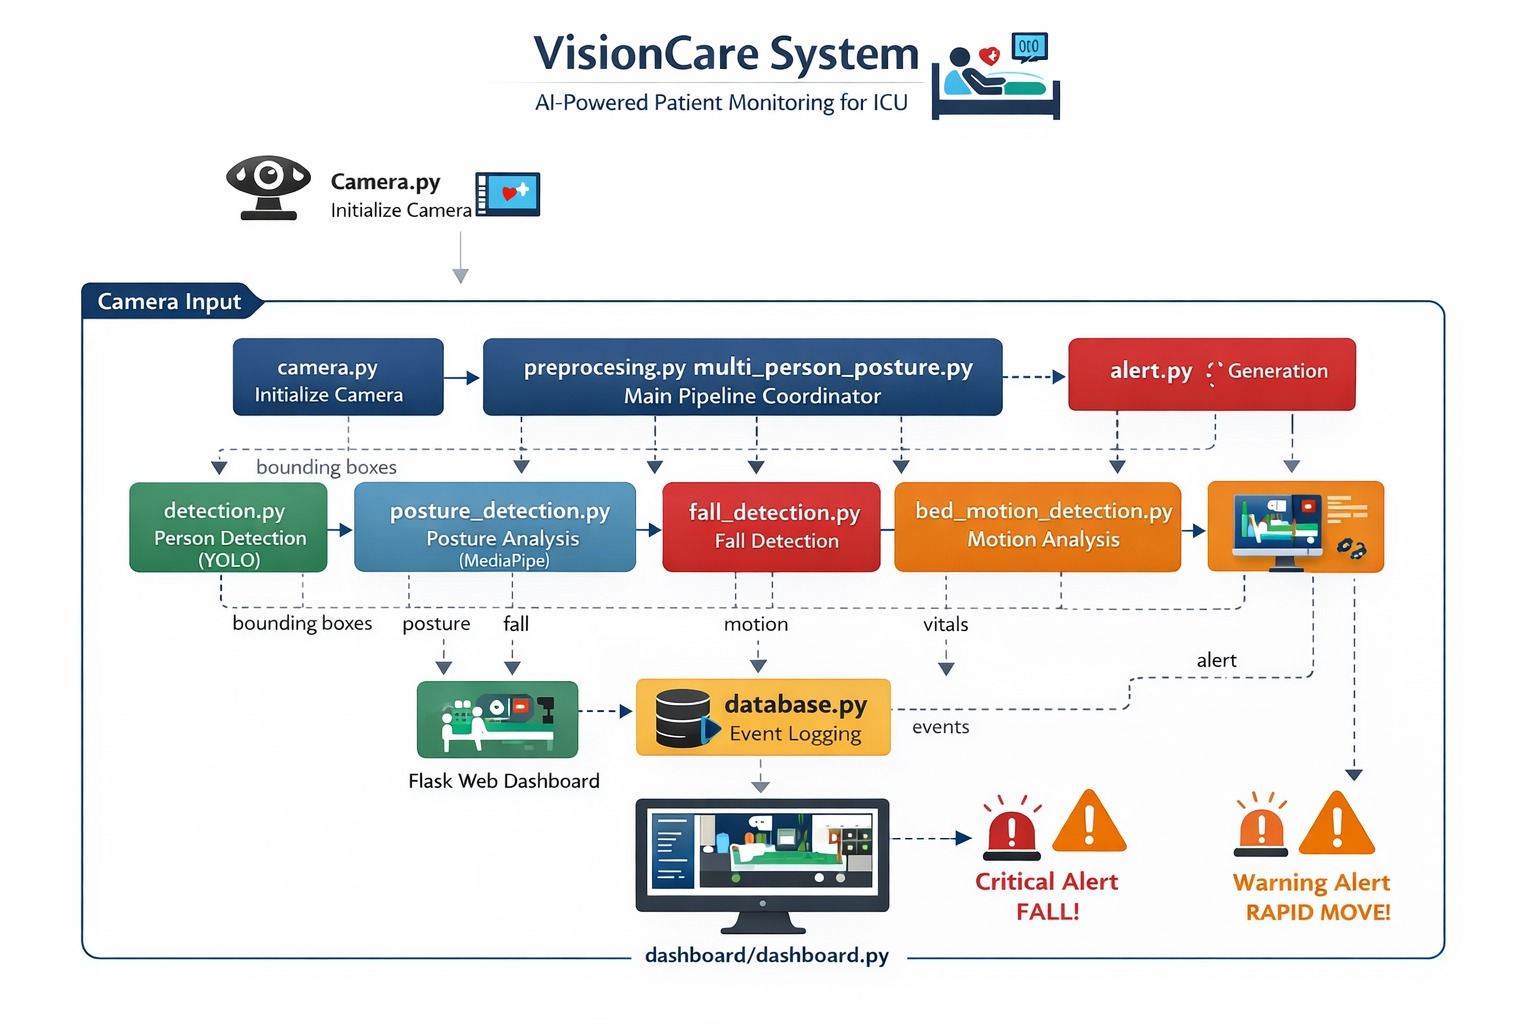 VisionCare System
AI-Powered Patient Monitoring for ICU
Camera.py
Initialize Camera
Camera Input
camera.py
Initialize Camera
preprocesing.py multi_person_posture.py
Main Pipeline Coordinator
alert.py Generation
bounding boxes
detection.py
Person Detection
(YOLO)
posture_detection.py
Posture Analysis
(MediaPipe)
fall_detection.py
Fall Detection
bed_motion_detection.py
Motion Analysis
bounding boxes
posture
fall
motion
vitals
alert
database.py
Event Logging
events
Flask Web Dashboard
Critical Alert
FALL!
Warning Alert
RAPID MOVE!
dashboard/dashboard.py